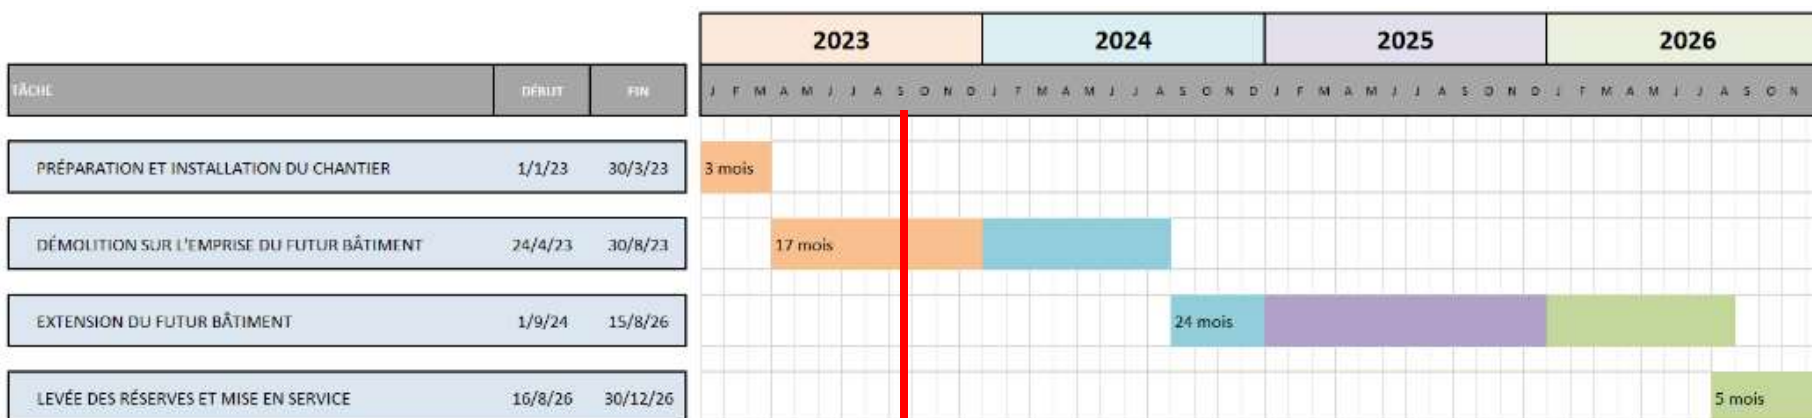 2023 2024 2025 2026
TÂCHE DÉBUT FIN J F M A M J J A S O N D J F M A M J J A S O N D J F M A M J J A S O N D J F M A M J J A S O N
PRÉPARATION ET INSTALLATION DU CHANTIER 1/1/23 30/3/23 3 mois
DÉMOLITION SUR L'EMPRISE DU FUTUR BÂTIMENT 24/4/23 30/8/23 17 mois
EXTENSION DU FUTUR BÂTIMENT 1/9/24 15/8/26 24 mois
LEVÉE DES RÉSERVES ET MISE EN SERVICE 16/8/26 30/12/26 5 mois